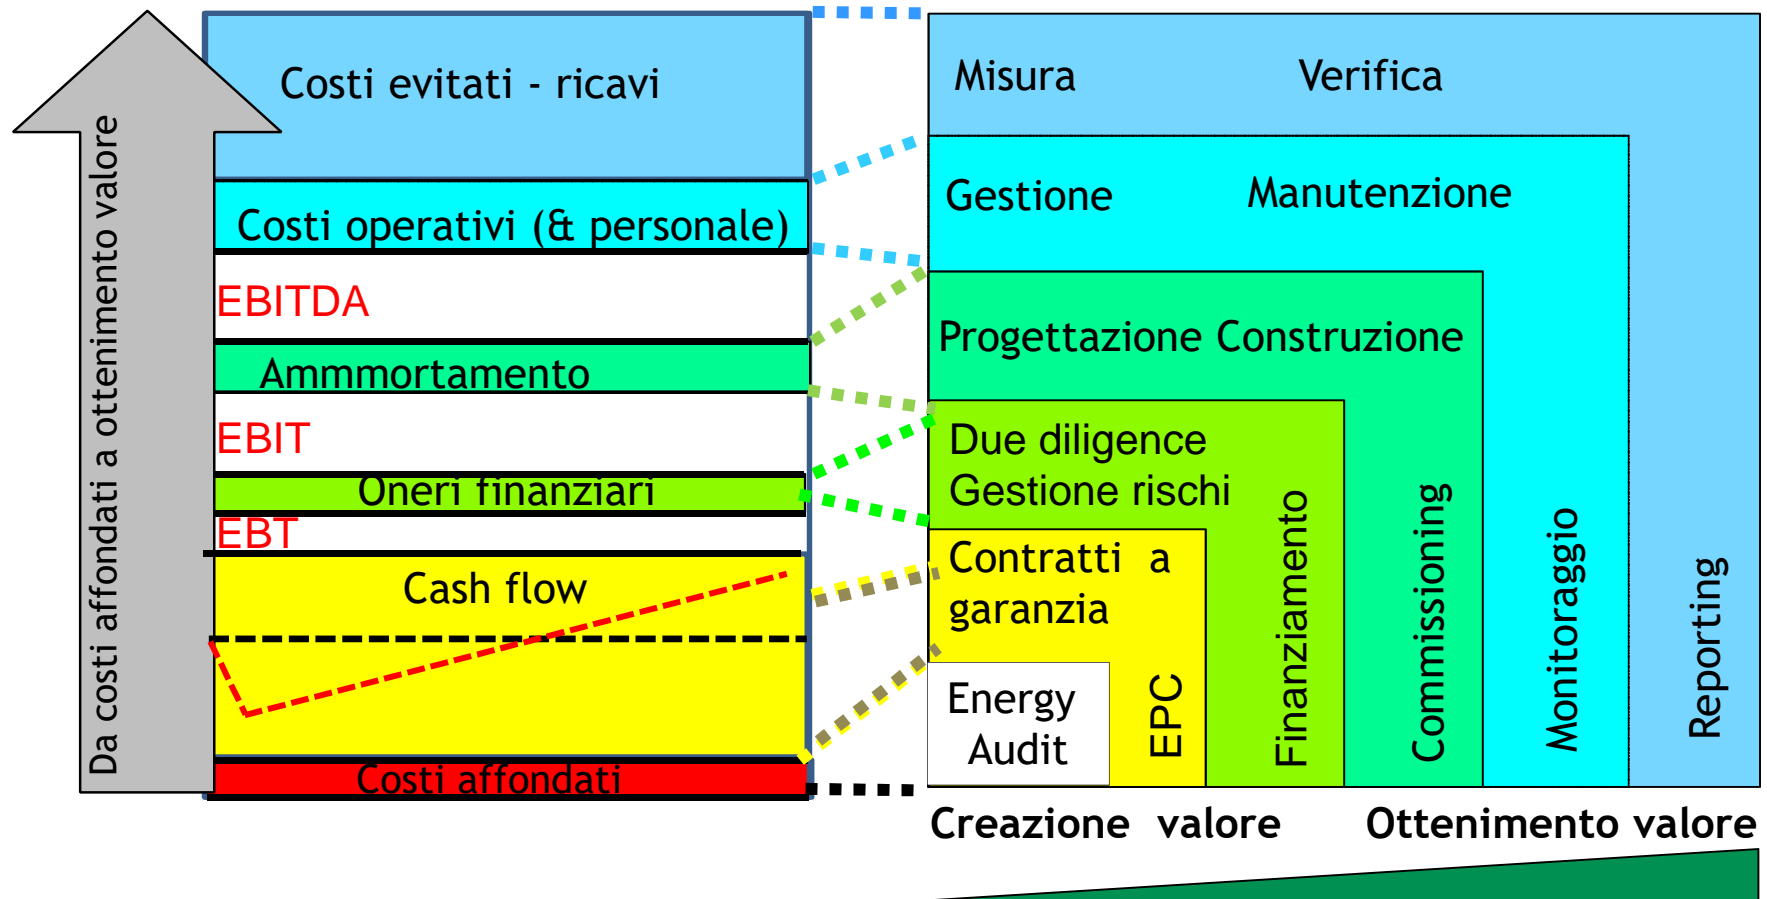 Da costi affondati a ottenimento valore
Costi evitati - ricavi
Costi operativi (& personale)
EBITDA
Ammmortamento
EBIT
Oneri finanziari
EBT
Cash flow
Costi affondati
Misura Verifica
Gestione Manutenzione
Progettazione Construzione
Due diligence
Gestione rischi
Contratti a
garanzia
Energy
Audit
EPC
Finanziamento
Commissioning
Monitoraggio
Reporting
Creazione valore Ottenimento valore